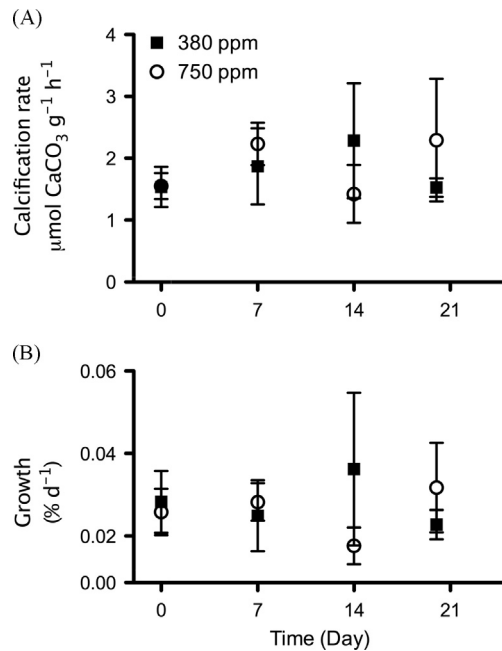 (A)
4
3
2
1
0
Calcification rate
μmol CaCO₃ g⁻¹ h⁻¹
380 ppm
750 ppm
0 7 14 21
(B)
0.06
0.04
0.02
0.00
Growth
(% d⁻¹)
0 7 14 21
Time (Day)